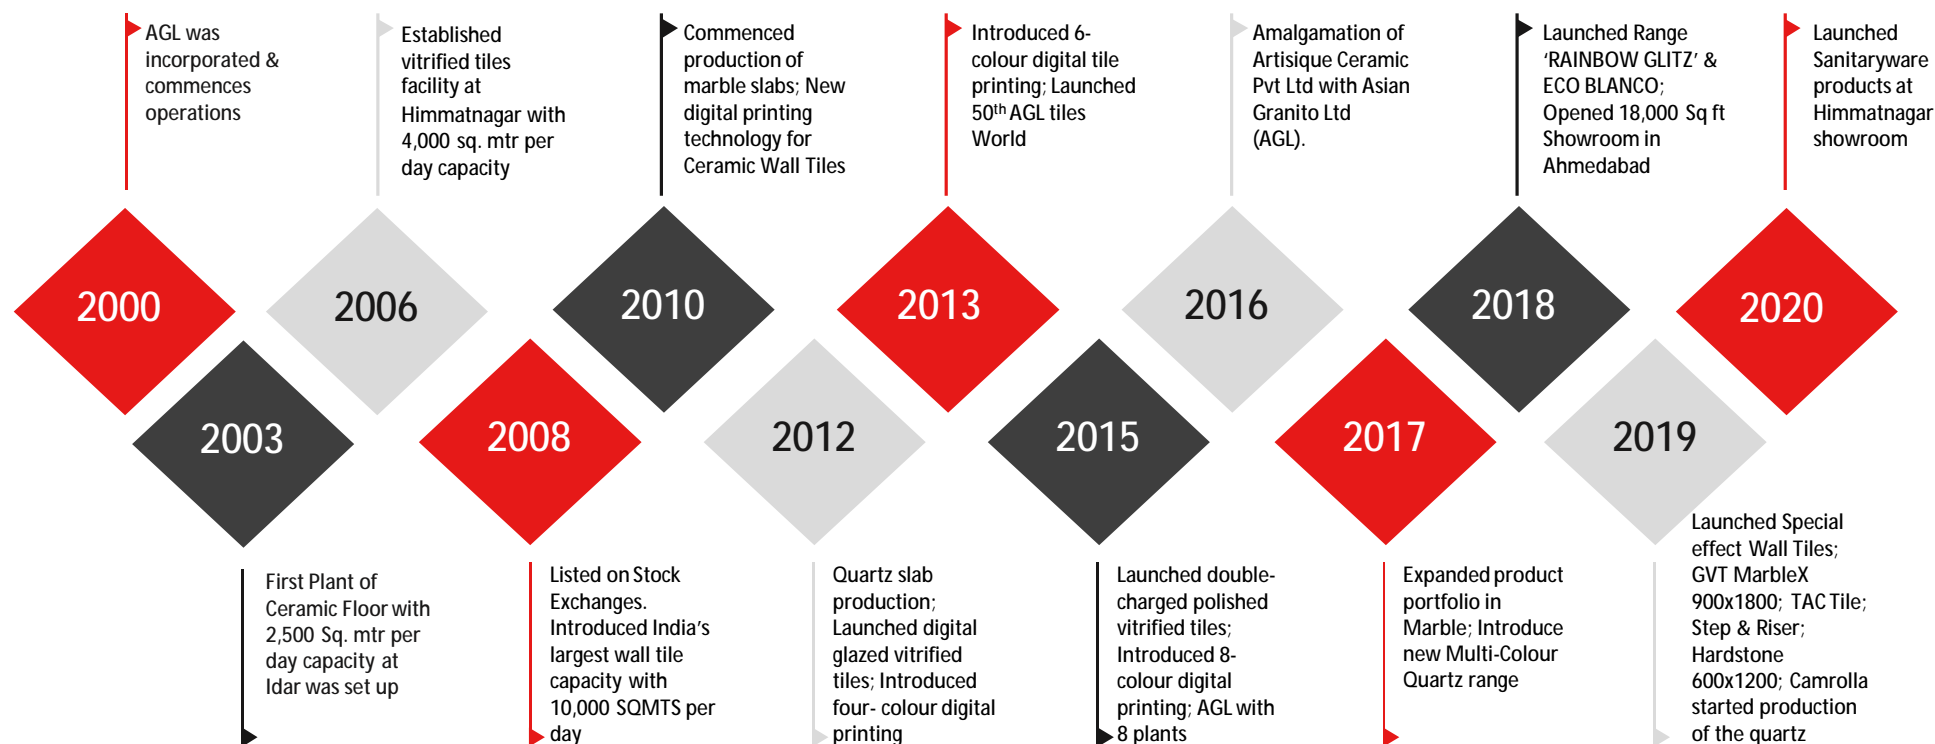 AGL was
incorporated &
commences
operations
Established
vitrified tiles
facility at
Himmatnagar with
4,000 sq. mtr per
day capacity
Commenced
production of
marble slabs; New
digital printing
technology for
Ceramic Wall Tiles
Introduced 6-
colour digital tile
printing; Launched
50th AGL tiles
World
Amalgamation of
Artisique Ceramic
Pvt Ltd with Asian
Granito Ltd
(AGL).
Launched Range
‘RAINBOW GLITZ’ &
ECO BLANCO;
Opened 18,000 Sq ft
Showroom in
Ahmedabad
Launched
Sanitaryware
products at
Himmatnagar
showroom
2000
2006
2010
2013
2016
2018
2020
2003
2008
2012
2015
2017
2019
First Plant of
Ceramic Floor with
2,500 Sq. mtr per
day capacity at
Idar was set up
Listed on Stock
Exchanges.
Introduced India’s
largest wall tile
capacity with
10,000 SQMTS per
day
Quartz slab
production;
Launched digital
glazed vitrified
tiles; Introduced
four- colour digital
printing
Launched double-
charged polished
vitrified tiles;
Introduced 8-
colour digital
printing; AGL with
8 plants
Expanded product
portfolio in
Marble; Introduce
new Multi-Colour
Quartz range
Launched Special
effect Wall Tiles;
GVT MarbleX
900x1800; TAC Tile;
Step & Riser;
Hardstone
600x1200; Camrolla
started production
of the quartz